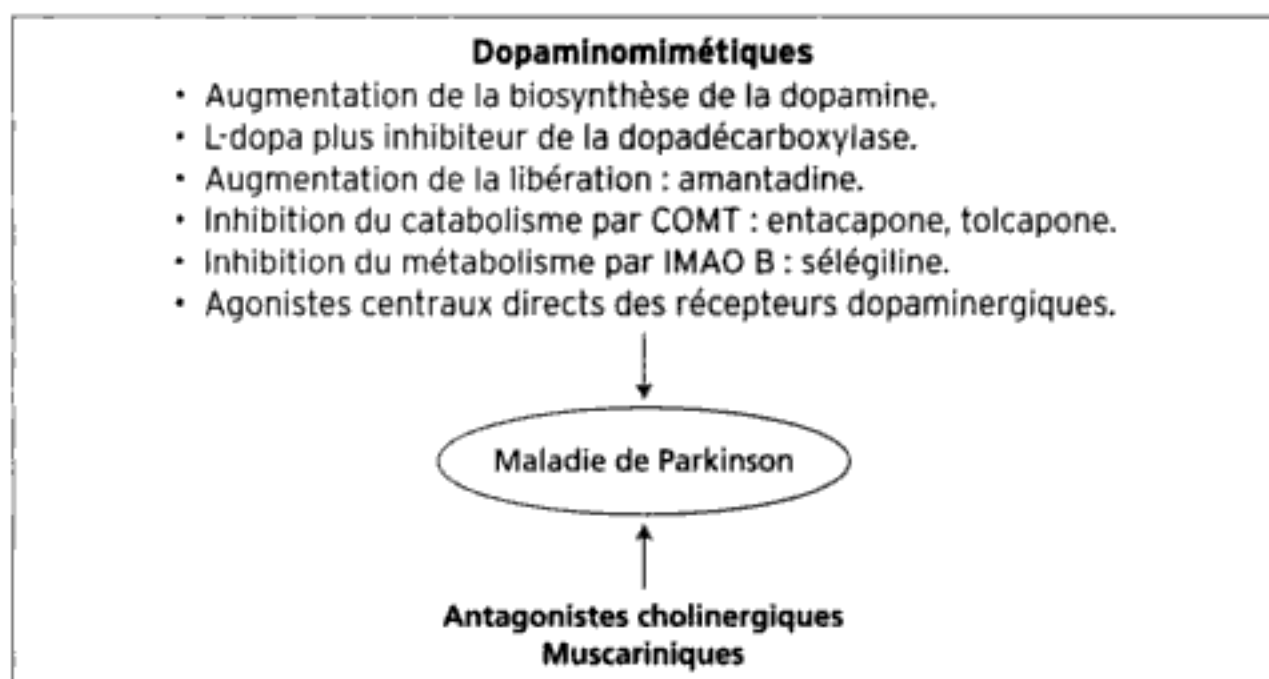 Dopaminomimétiques
• Augmentation de la biosynthèse de la dopamine.
• L-dopa plus inhibiteur de la dopadécarboxylase.
• Augmentation de la libération : amantadine.
• Inhibition du catabolisme par COMT : entacapone, tolcapone.
• Inhibition du métabolisme par IMAO B : sélégiline.
• Agonistes centraux directs des récepteurs dopaminergiques.
Maladie de Parkinson
Antagonistes cholinergiques
Muscariniques